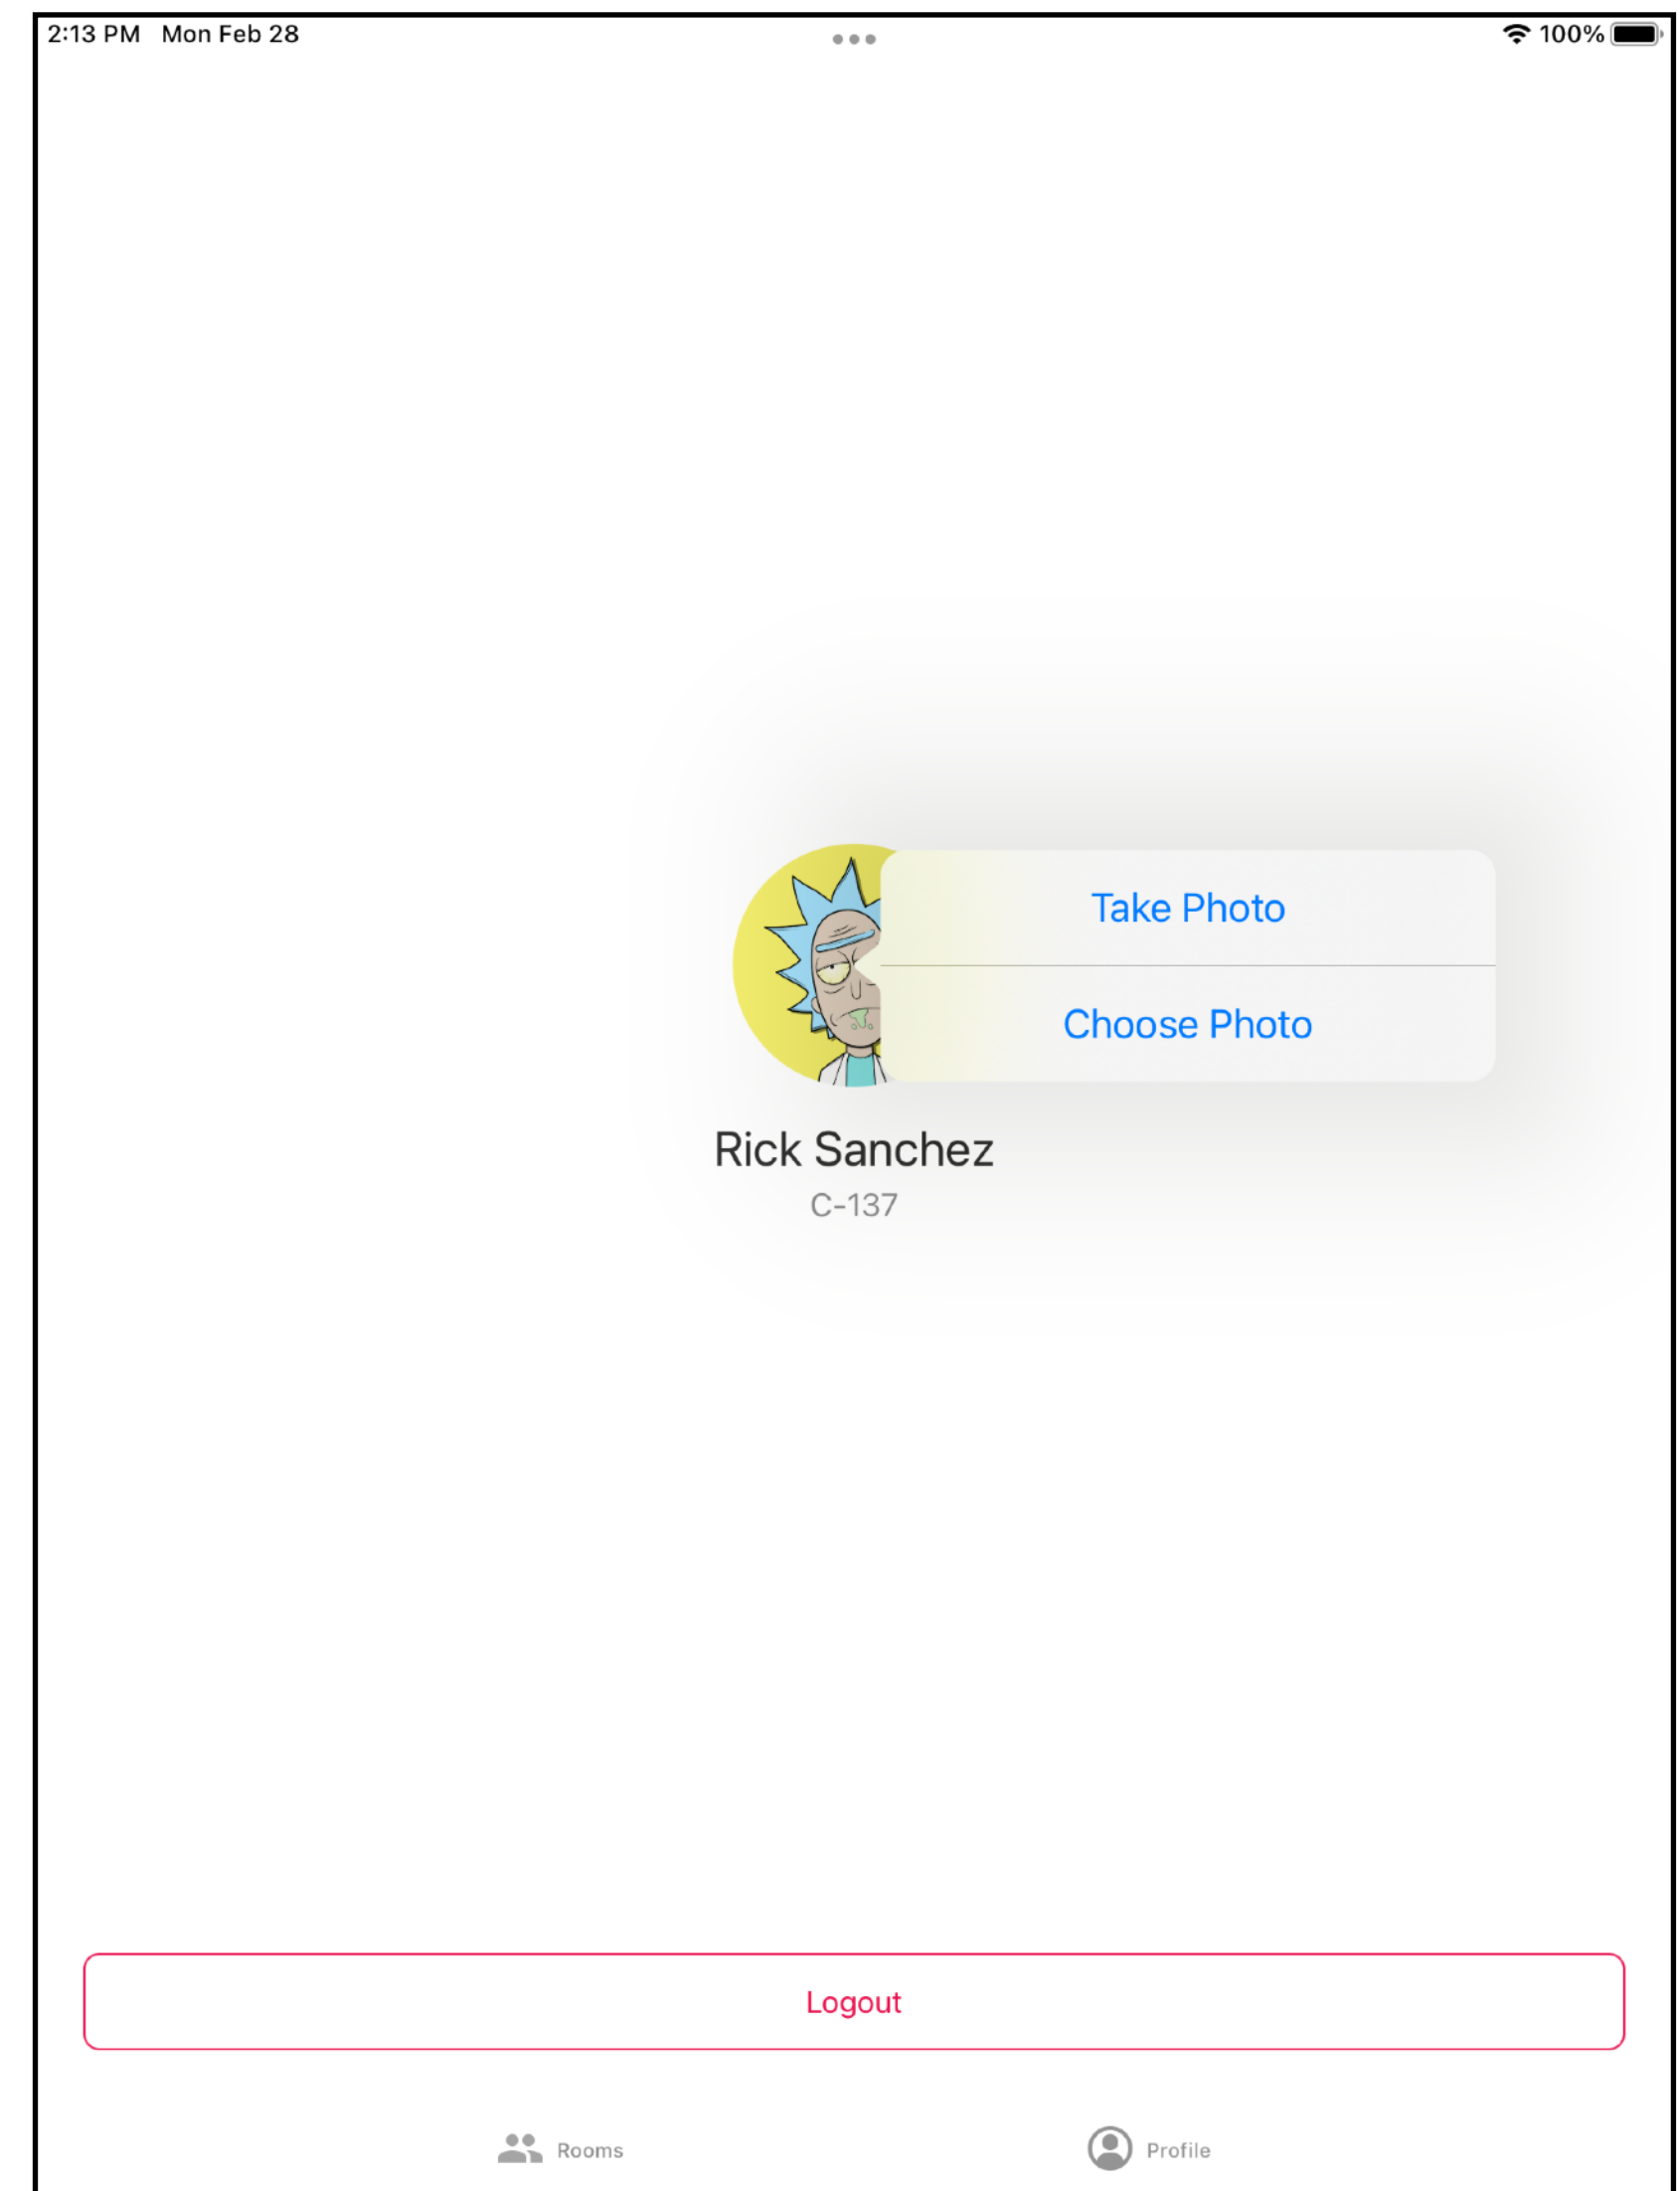 2:13 PM Mon Feb 28 100%
Take Photo
Choose Photo
Rick Sanchez
C-137
Logout
Rooms Profile